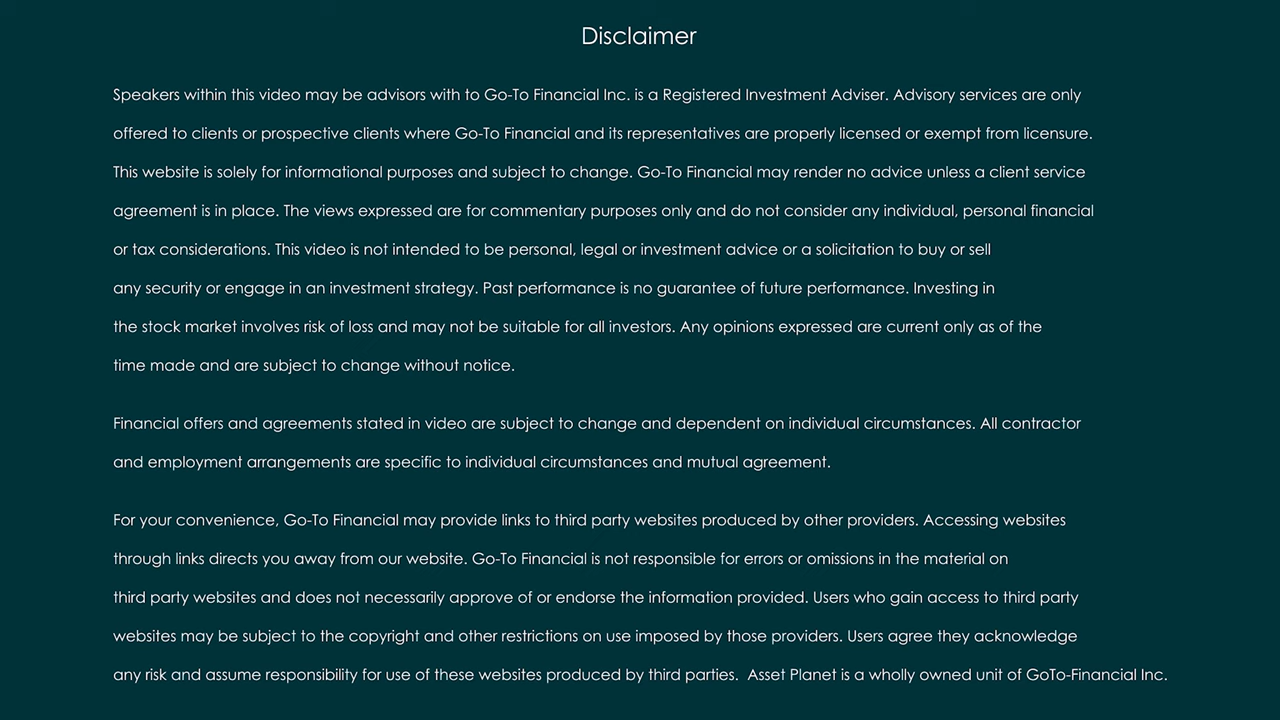 Disclaimer
Speakers within this video may be advisors with to Go-To Financial Inc. is a Registered Investment Adviser. Advisory services are only
offered to clients or prospective clients where Go-To Financial and its representatives are properly licensed or exempt from licensure.
This website is solely for informational purposes and subject to change. Go-To Financial may render no advice unless a client service
agreement is in place. The views expressed are for commentary purposes only and do not consider any individual, personal financial
or tax considerations. This video is not intended to be personal, legal or investment advice or a solicitation to buy or sell
any security or engage in an investment strategy. Past performance is no guarantee of future performance. Investing in
the stock market involves risk of loss and may not be suitable for all investors. Any opinions expressed are current only as of the
time made and are subject to change without notice.
Financial offers and agreements stated in video are subject to change and dependent on individual circumstances. All contractor
and employment arrangements are specific to individual circumstances and mutual agreement.
For your convenience, Go-To Financial may provide links to third party websites produced by other providers. Accessing websites
through links directs you away from our website. Go-To Financial is not responsible for errors or omissions in the material on
third party websites and does not necessarily approve of or endorse the information provided. Users who gain access to third party
websites may be subject to the copyright and other restrictions on use imposed by those providers. Users agree they acknowledge
any risk and assume responsibility for use of these websites produced by third parties.  Asset Planet is a wholly owned unit of GoTo-Financial Inc.